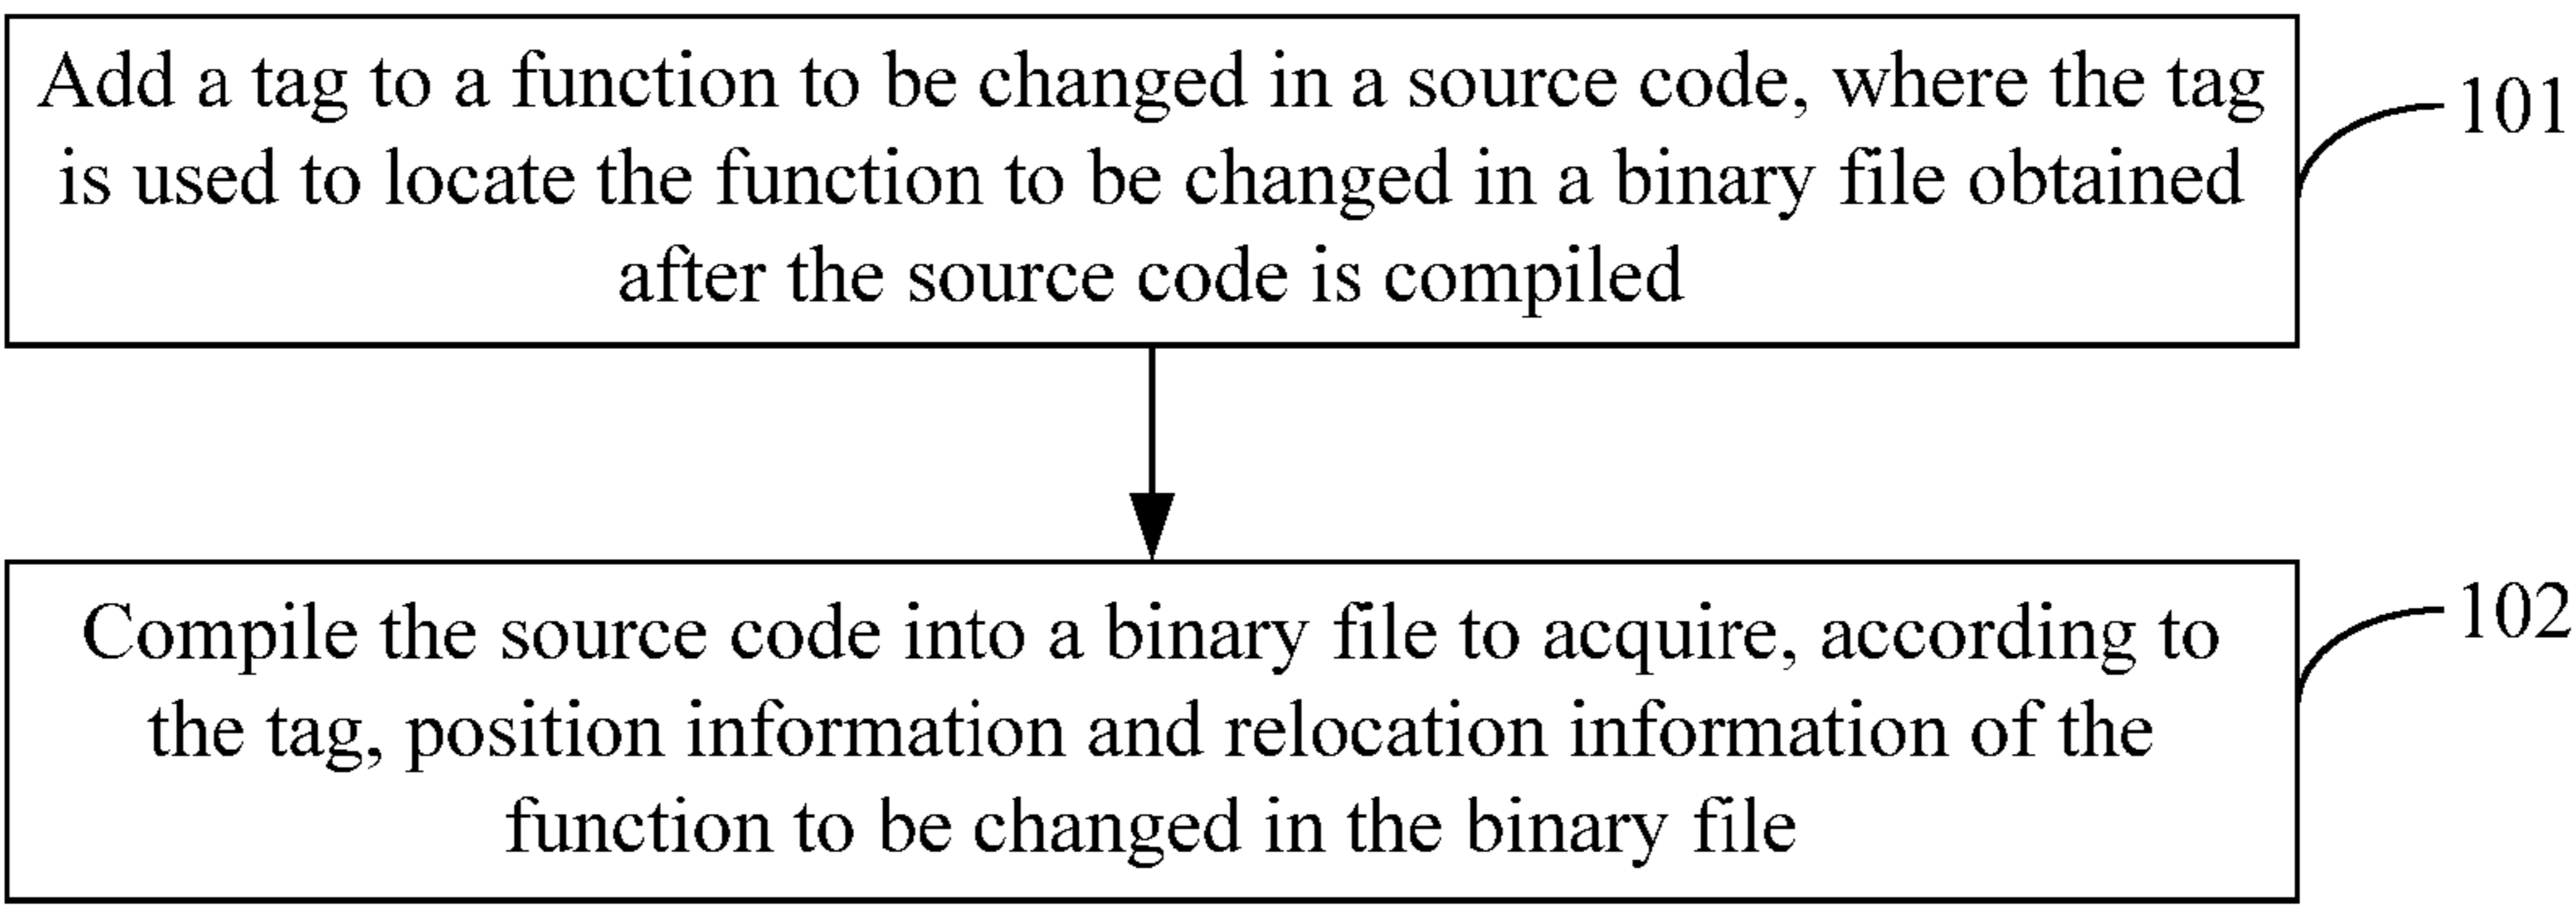 Add a tag to a function to be changed in a source code, where the tag
is used to locate the function to be changed in a binary file obtained
after the source code is compiled
101
Compile the source code into a binary file to acquire, according to
the tag, position information and relocation information of the
function to be changed in the binary file
102